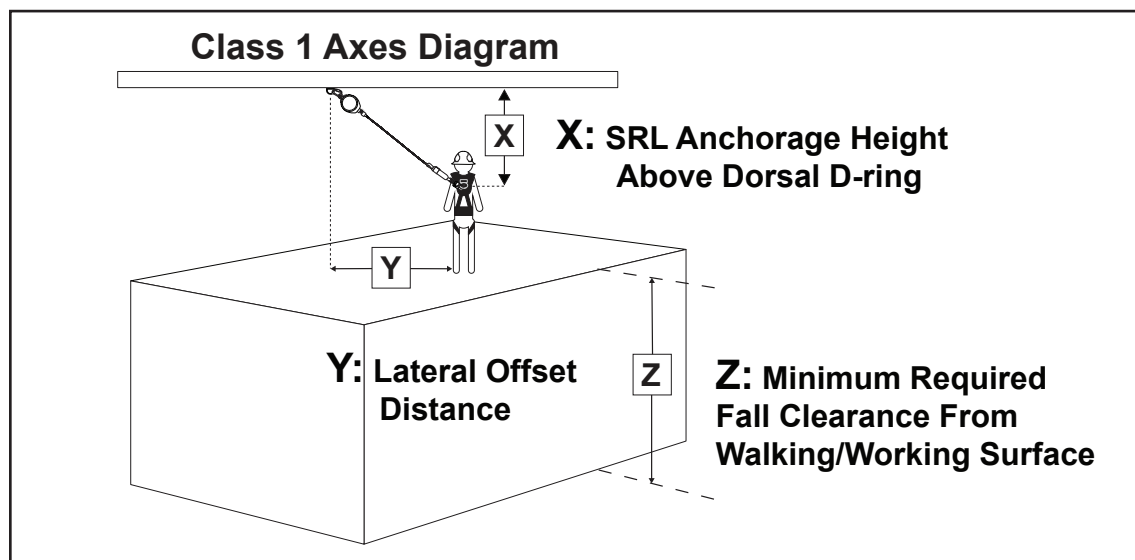 Class 1 Axes Diagram
X
X: SRL Anchorage Height
Above Dorsal D-ring
Y
Y: Lateral Offset
Distance
Z
Z: Minimum Required
Fall Clearance From
Walking/Working Surface